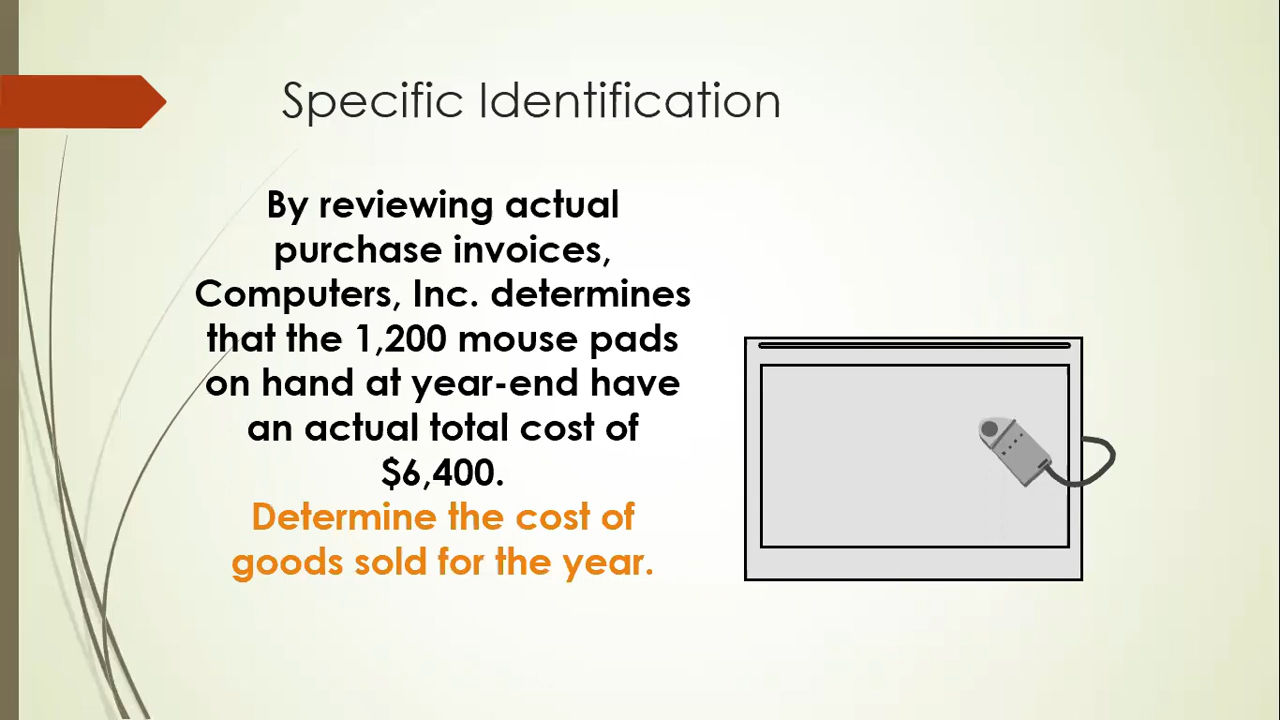 Specific Identification
By reviewing actual
purchase invoices,
Computers, Inc. determines
that the 1,200 mouse pads
on hand at year-end have
an actual total cost of
$6,400.
Determine the cost of
goods sold for the year.